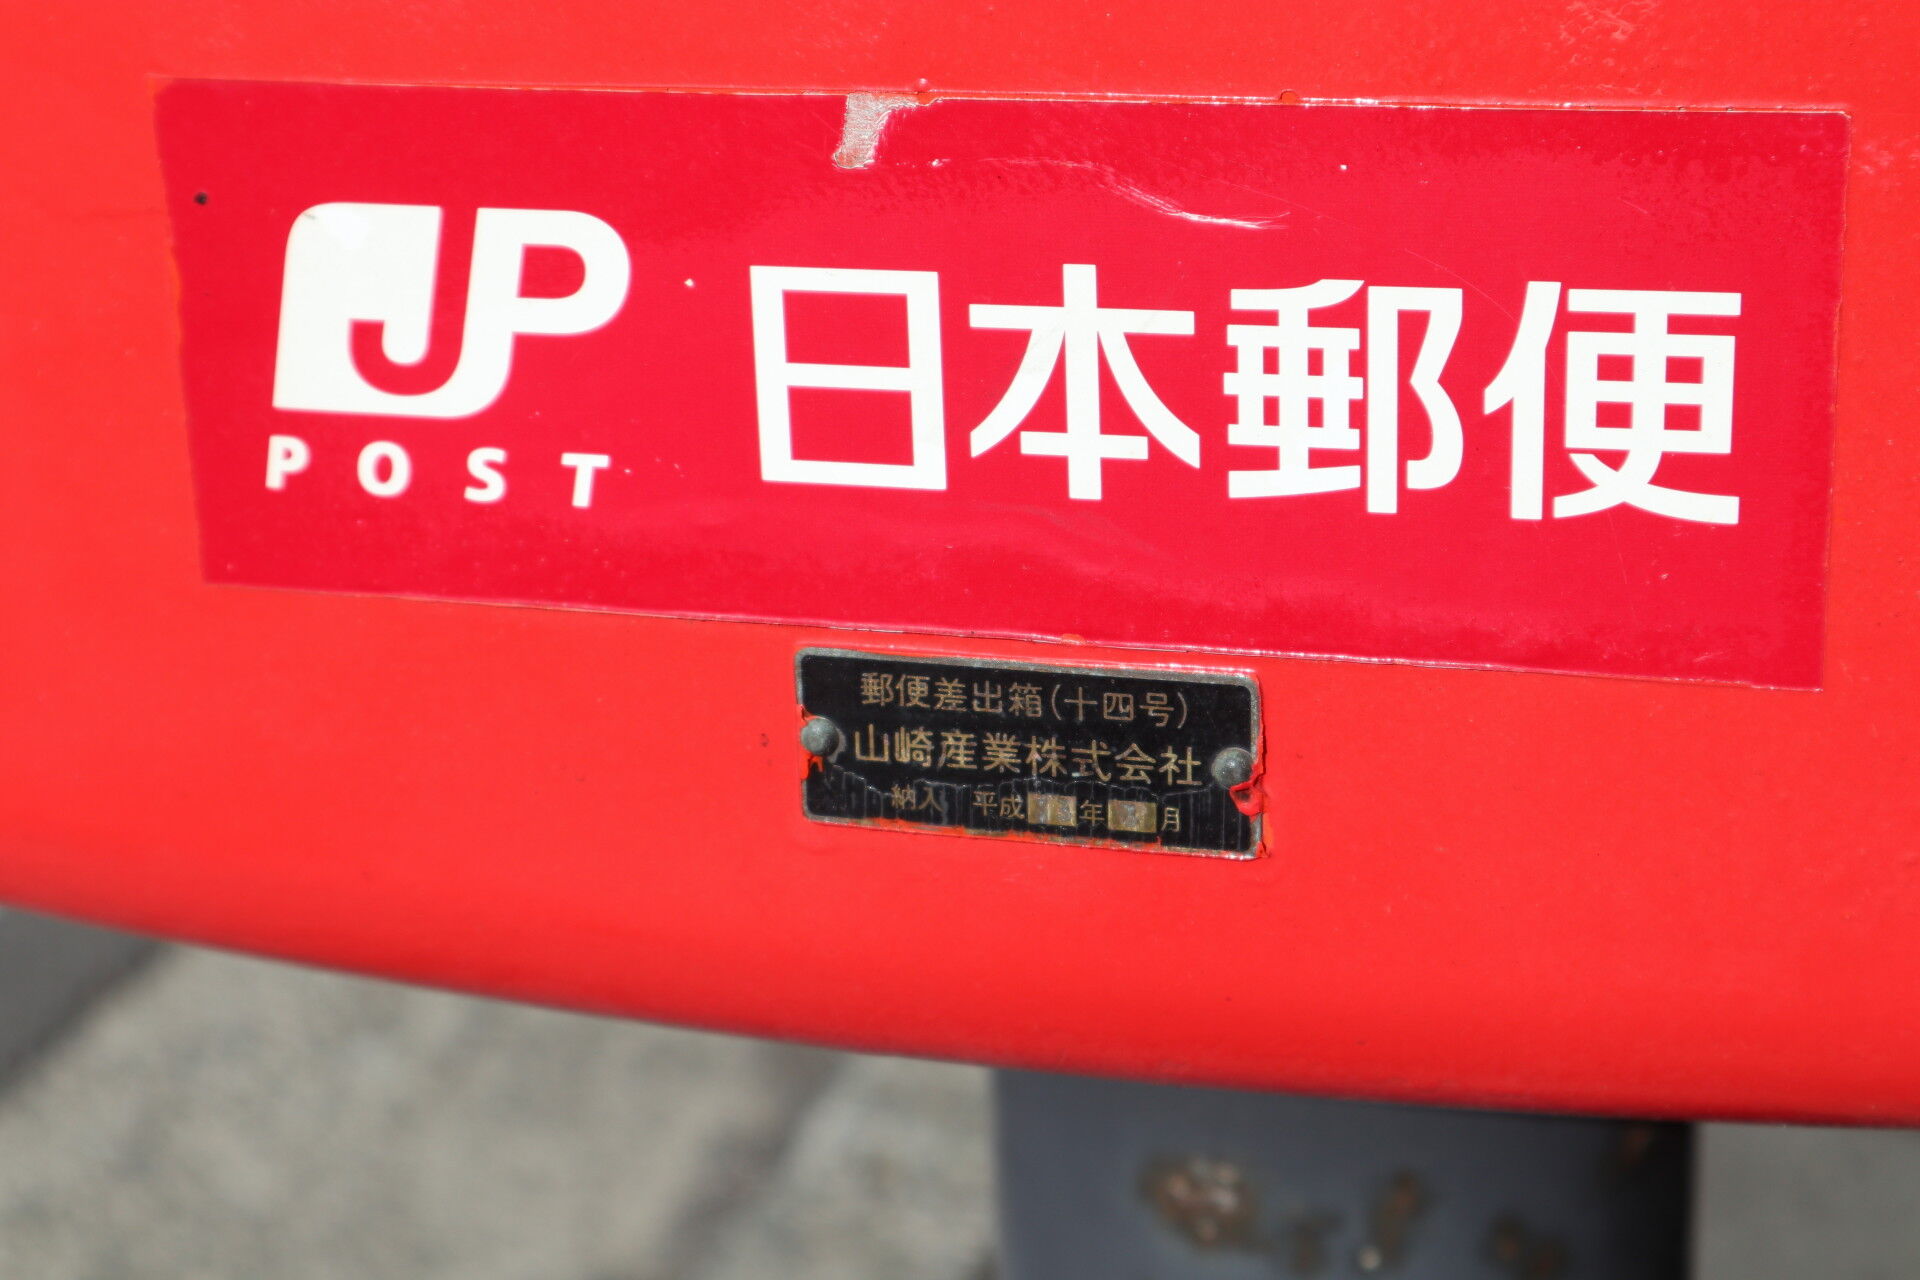 JP
POST
日本郵便
郵便差出箱(十四号)
山崎産業株式会社
納入 平成 年 月